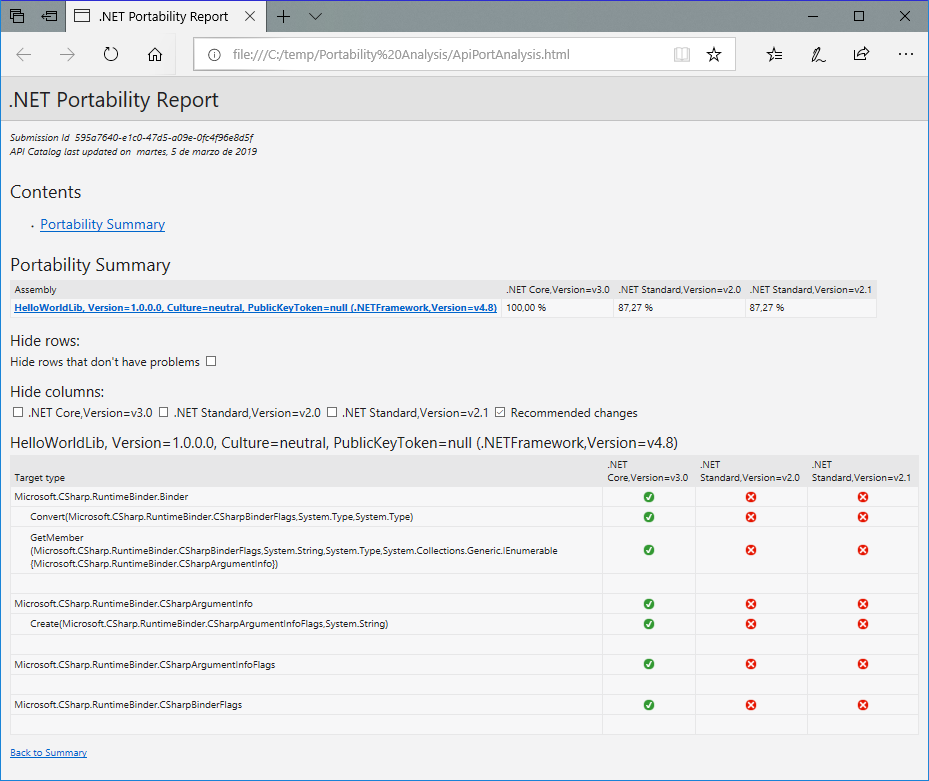 .NET Portability Report
file:///C:/temp/Portability%20Analysis/ApiPortAnalysis.html
.NET Portability Report
Submission Id 595a7640-e1c0-47d5-a09e-0fc4f96e8d5f
API Catalog last updated on martes, 5 de marzo de 2019
Contents
Portability Summary
Portability Summary
Assembly .NET Core,Version=v3.0 .NET Standard,Version=v2.0 .NET Standard,Version=v2.1
HelloWorldLib, Version=1.0.0.0, Culture=neutral, PublicKeyToken=null (.NETFramework,Version=v4.8) 100,00 % 87,27 % 87,27 %
Hide rows:
Hide rows that don't have problems
Hide columns:
.NET Core,Version=v3.0 .NET Standard,Version=v2.0 .NET Standard,Version=v2.1 Recommended changes
HelloWorldLib, Version=1.0.0.0, Culture=neutral, PublicKeyToken=null (.NETFramework,Version=v4.8)
.NET .NET .NET
Target type Core,Version=v3.0 Standard,Version=v2.0 Standard,Version=v2.1
Microsoft.CSharp.RuntimeBinder.Binder
Convert(Microsoft.CSharp.RuntimeBinder.CSharpBinderFlags,System.Type,System.Type)
GetMember
(Microsoft.CSharp.RuntimeBinder.CSharpBinderFlags,System.String,System.Type,System.Collections.Generic.IEnumerable
{Microsoft.CSharp.RuntimeBinder.CSharpArgumentInfo})
Microsoft.CSharp.RuntimeBinder.CSharpArgumentInfo
Create(Microsoft.CSharp.RuntimeBinder.CSharpArgumentInfoFlags,System.String)
Microsoft.CSharp.RuntimeBinder.CSharpArgumentInfoFlags
Microsoft.CSharp.RuntimeBinder.CSharpBinderFlags
Back to Summary